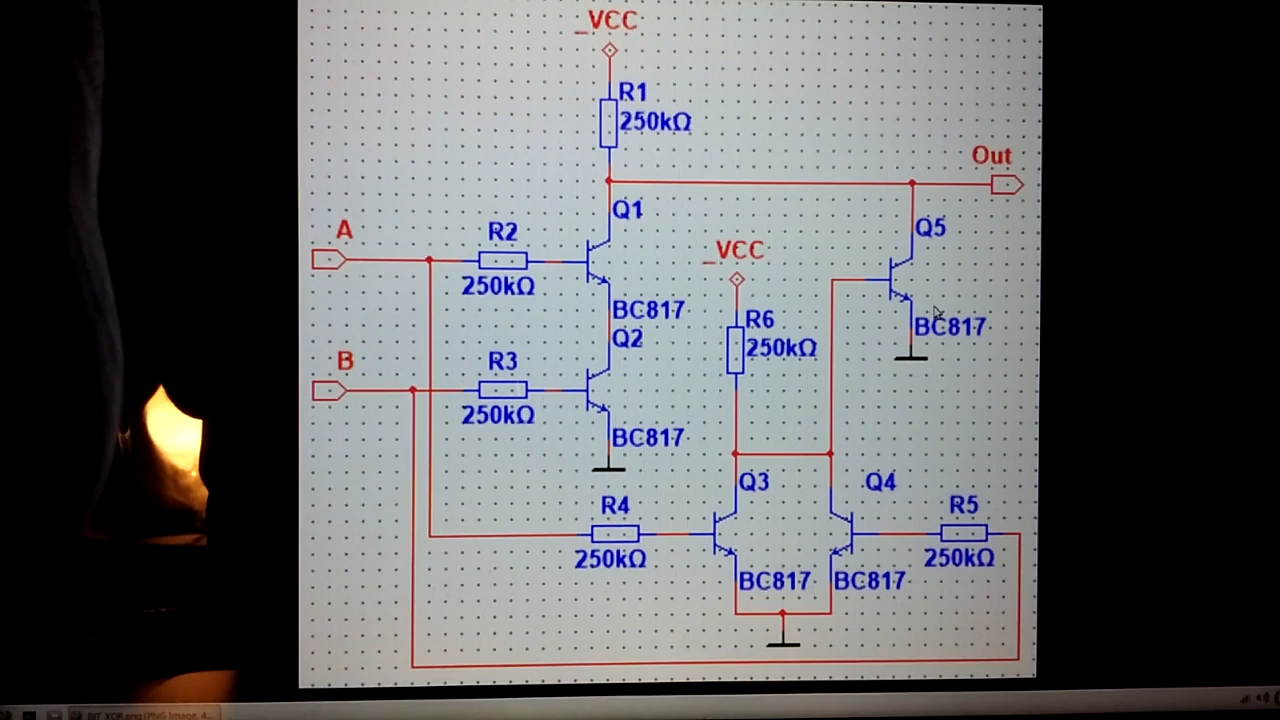 _VCC
R1
250kΩ
Out
Q1
Q5
A
R2
_VCC
250kΩ
BC817
R6
BC817
Q2
250kΩ
B
R3
250kΩ
BC817
Q3
Q4
R4
R5
250kΩ
250kΩ
BC817
BC817